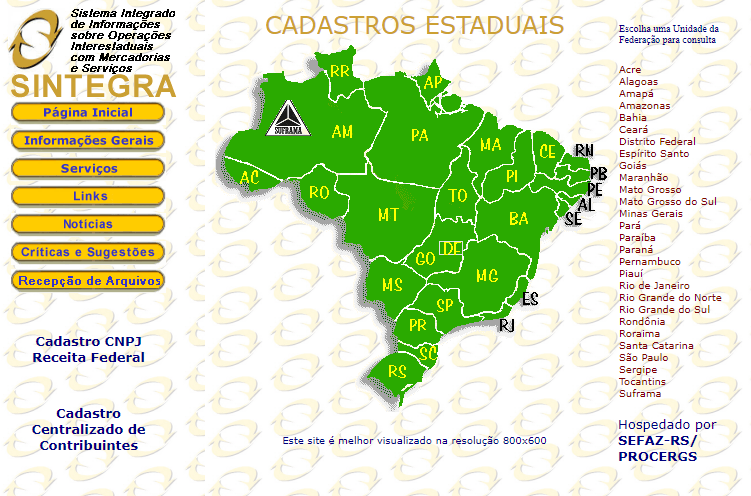 Sistema Integrado
de Informações
sobre Operações
Interestaduais
com Mercadorias
e Serviços
SINTEGRA
Página Inicial
Informações Gerais
Serviços
Links
Notícias
Críticas e Sugestões
Recepção de Arquivos
Cadastro CNPJ
Receita Federal
Cadastro
Centralizado de
Contribuintes
CADASTROS ESTADUAIS
RR
AP
SUFRAMA
AM
PA
MA
CE
RN
PB
PE
AL
SE
PI
AC
RO
TO
MT
BA
DF
GO
MG
MS
ES
SP
RJ
PR
SC
RS
Este site é melhor visualizado na resolução 800x600
Escolha uma Unidade da
Federação para consulta
Acre
Alagoas
Amapá
Amazonas
Bahia
Ceará
Distrito Federal
Espírito Santo
Goiás
Maranhão
Mato Grosso
Mato Grosso do Sul
Minas Gerais
Pará
Paraíba
Paraná
Pernambuco
Piauí
Rio de Janeiro
Rio Grande do Norte
Rio Grande do Sul
Rondônia
Roraima
Santa Catarina
São Paulo
Sergipe
Tocantins
Suframa
Hospedado por
SEFAZ-RS/
PROCERGS